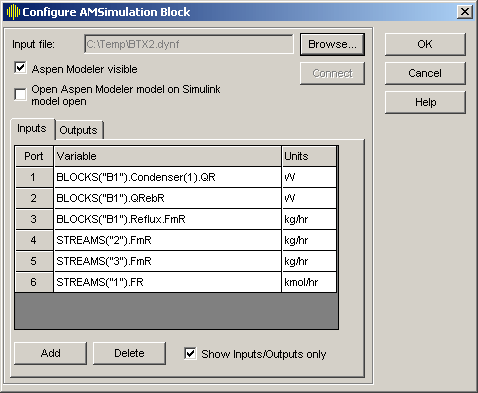 Configure AMSimulation Block
Input file: C:\Temp\BTX2.dynf Browse... OK
Aspen Modeler visible Connect Cancel
Open Aspen Modeler model on Simulink
model open
Help
Inputs Outputs
Port Variable Units
1 BLOCKS("B1").Condenser(1).QR W
2 BLOCKS("B1").QRebR W
3 BLOCKS("B1").Reflux.FmR kg/hr
4 STREAMS("2").FmR kg/hr
5 STREAMS("3").FmR kg/hr
6 STREAMS("1").FR kmol/hr
Add Delete Show Inputs/Outputs only